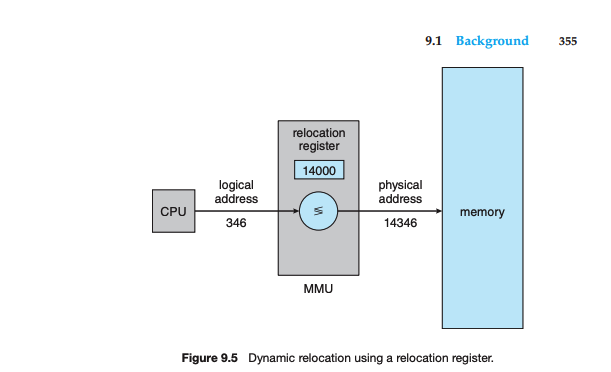 9.1 Background 355
relocation
register
14000
logical
address
physical
address
CPU
≶
memory
346
14346
MMU
Figure 9.5 Dynamic relocation using a relocation register.